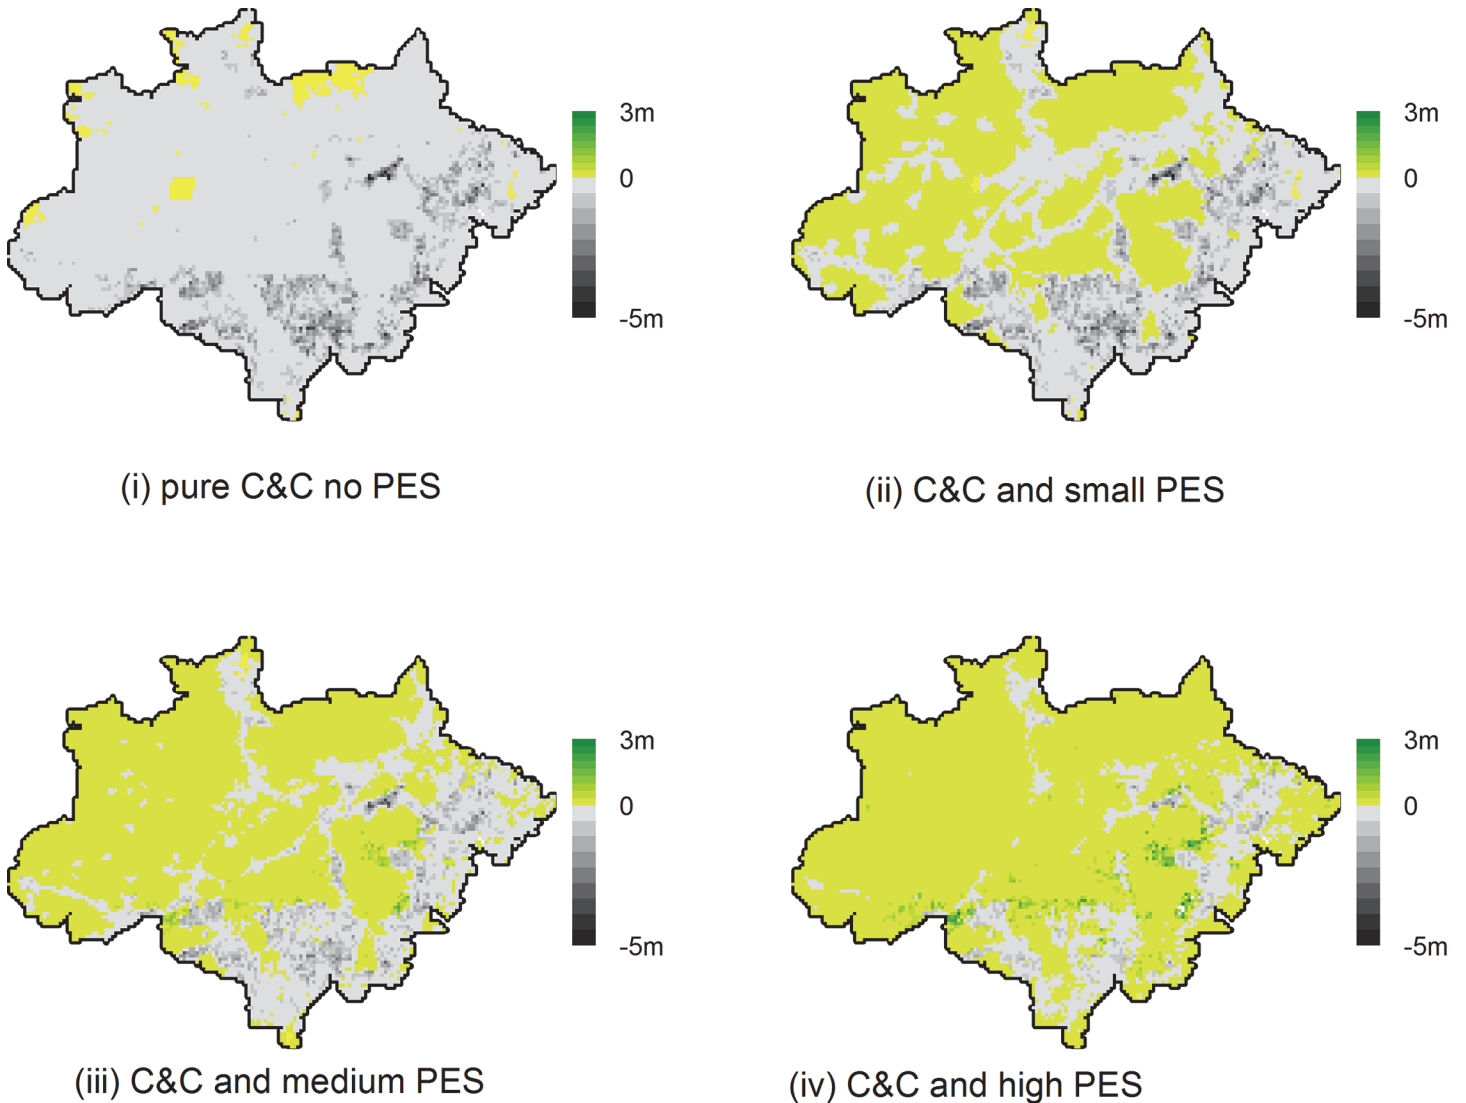 3m
0
-5m
3m
0
-5m
(i) pure C&C no PES
(ii) C&C and small PES
3m
0
-5m
3m
0
-5m
(iii) C&C and medium PES
(iv) C&C and high PES